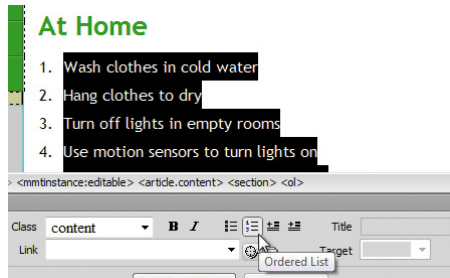 At Home
1. Wash clothes in cold water
2. Hang clothes to dry
3. Turn off lights in empty rooms
4. Use motion sensors to turn lights on
> <mmtinstance:editable> <article.content> <section> <ol>
Class content B I Title
Link Target
Ordered List